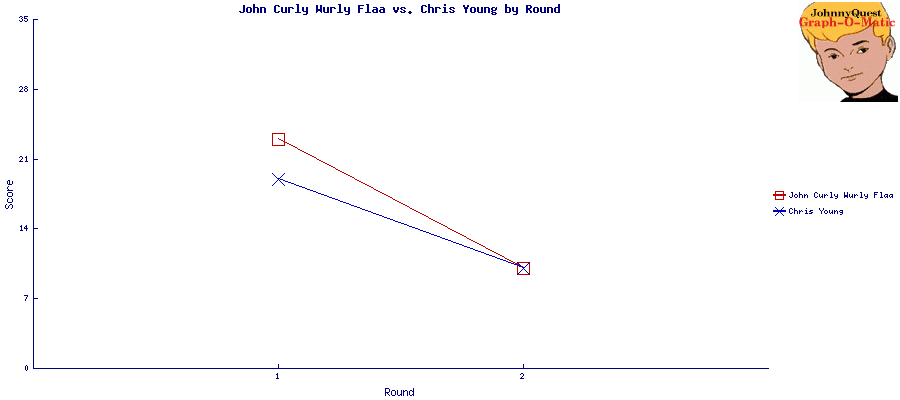 John Curly Wurly Flaa vs. Chris Young by Round
JohnnyQuest
Graph-O-Matic
35
28
21
14
7
0
Score
1
2
Round
John Curly Wurly Flaa
Chris Young